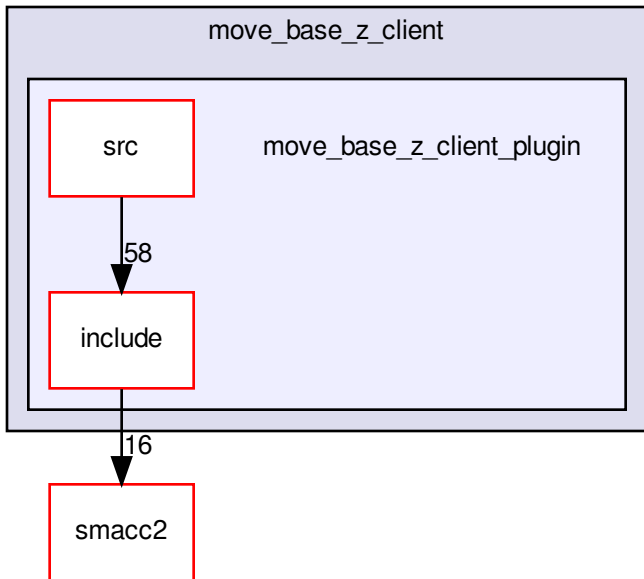 move_base_z_client
src
move_base_z_client_plugin
58
include
16
smacc2